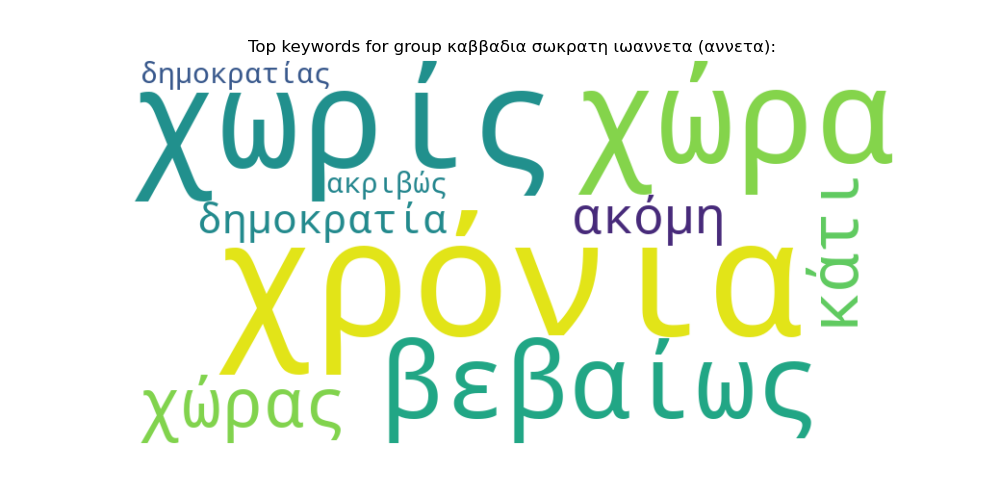 Top keywords for group καββαδια σωκρατη ιωαννετα (αννετα):
δημοκρατίας
χωρίς χώρα
ακριβώς
δημοκρατία ακόμη
κάτι
χρόνια
βεβαίως
χώρας